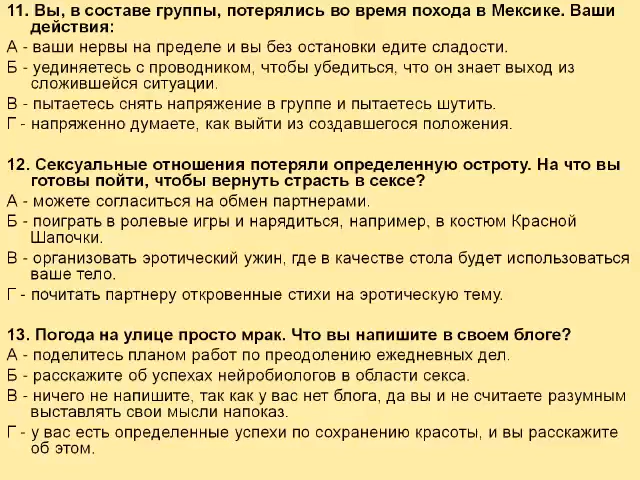 11. Вы, в составе группы, потерялись во время похода в Мексике. Ваши
действия:
А - ваши нервы на пределе и вы без остановки едите сладости.
Б - уединяетесь с проводником, чтобы убедиться, что он знает выход из
сложившейся ситуации.
В - пытаетесь снять напряжение в группе и пытаетесь шутить.
Г - напряженно думаете, как выйти из создавшегося положения.
12. Сексуальные отношения потеряли определенную остроту. На что вы
готовы пойти, чтобы вернуть страсть в сексе?
А - можете согласиться на обмен партнерами.
Б - поиграть в ролевые игры и нарядиться, например, в костюм Красной
Шапочки.
В - организовать эротический ужин, где в качестве стола будет использоваться
ваше тело.
Г - почитать партнеру откровенные стихи на эротическую тему.
13. Погода на улице просто мрак. Что вы напишите в своем блоге?
А - поделитесь планом работ по преодолению ежедневных дел.
Б - расскажите об успехах нейробиологов в области секса.
В - ничего не напишите, так как у вас нет блога, да вы и не считаете разумным
выставлять свои мысли напоказ.
Г - у вас есть определенные успехи по сохранению красоты, и вы расскажите
об этом.